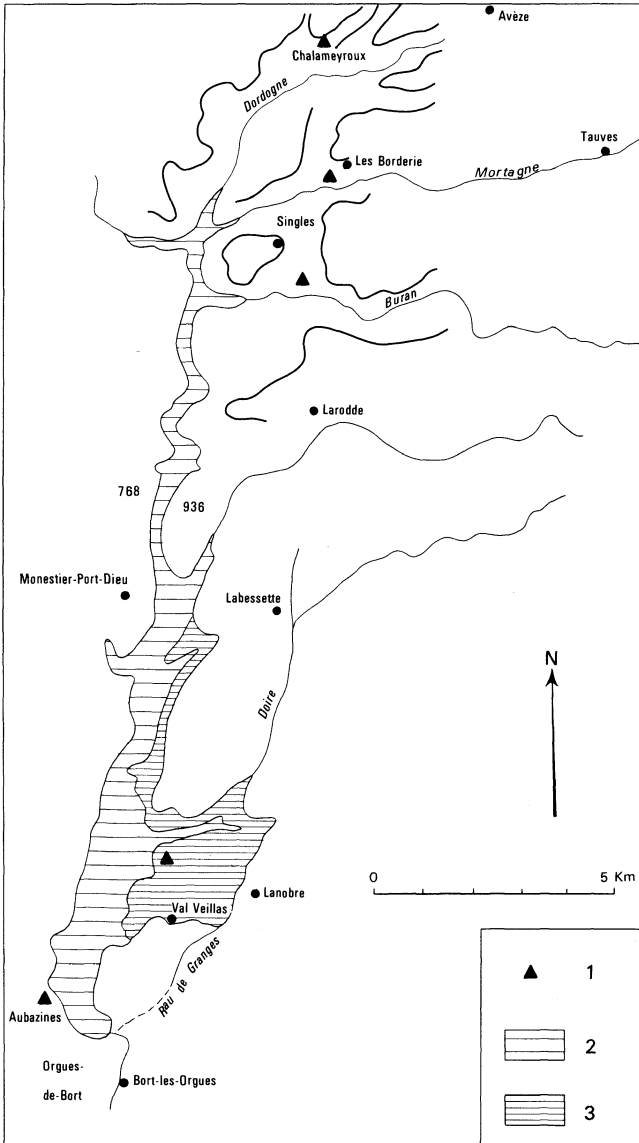 Avèze
Chalameyroux
Dordogne
Tauves
Les Borderie
Mortagne
Singles
Buran
Larodde
768
936
Monestier-Port-Dieu
Labessette
N
Doire
0
5 Km
Lanobre
Val Veillas
Rau de Granges
1
Aubazines
2
Orgues-
de-Bort
Bort-les-Orgues
3